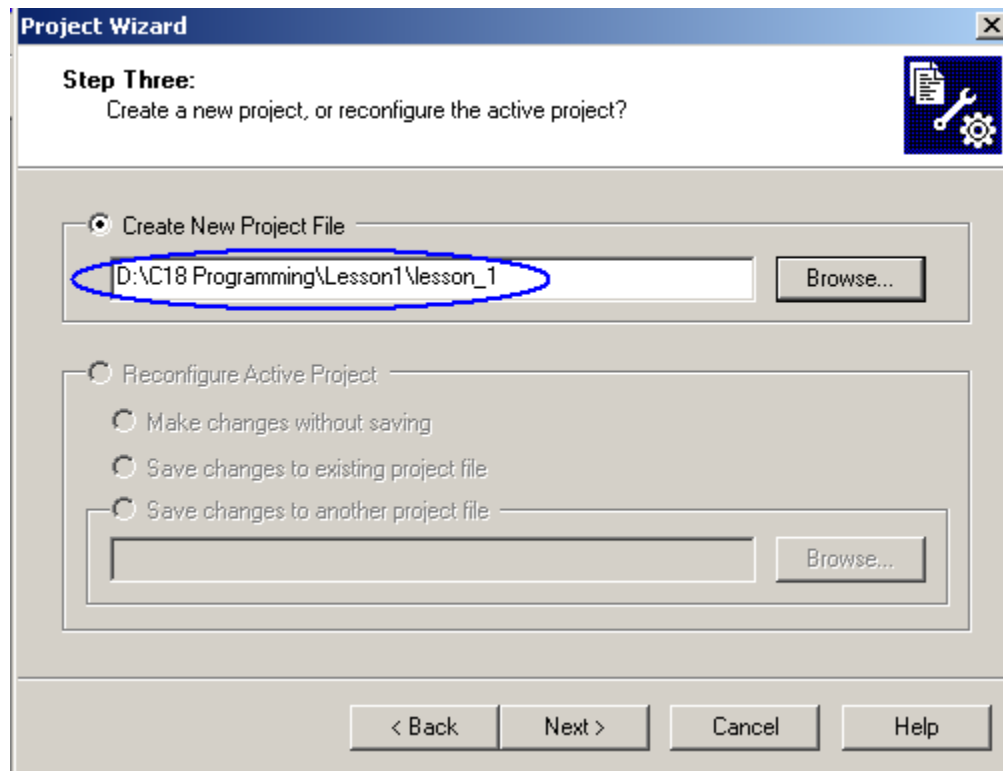 Project Wizard
Step Three:
Create a new project, or reconfigure the active project?
Create New Project File
D:\C18 Programming\Lesson1\lesson_1
Browse...
Reconfigure Active Project
Make changes without saving
Save changes to existing project file
Save changes to another project file
Browse...
< Back
Next >
Cancel
Help